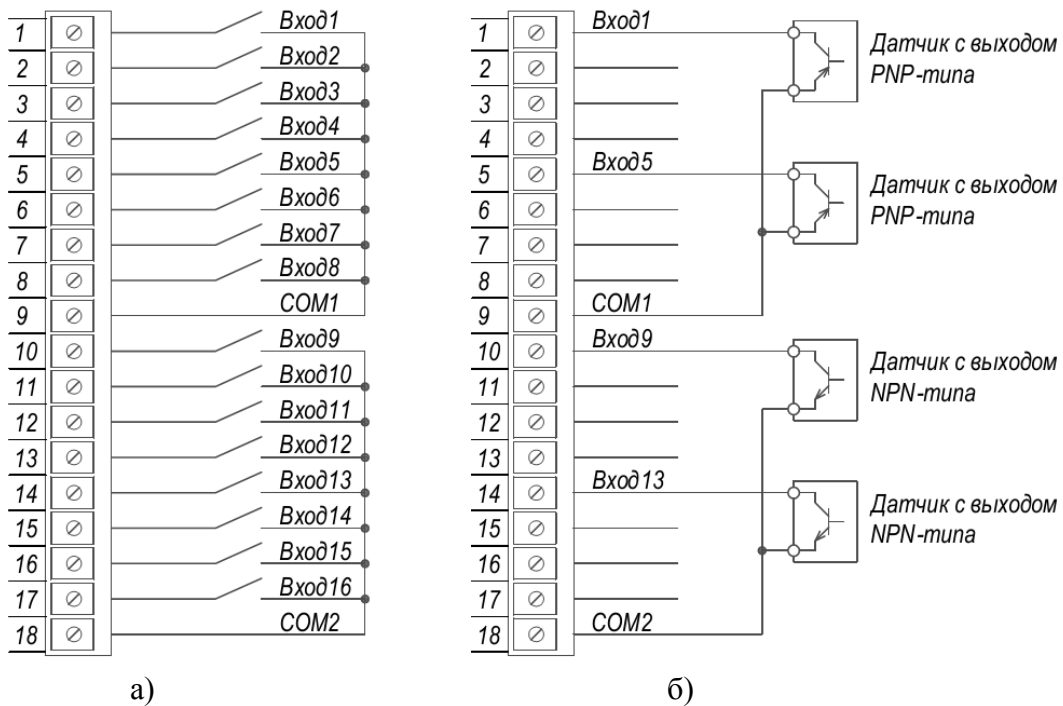 1 Вход1
2 Вход2
3 Вход3
4 Вход4
5 Вход5
6 Вход6
7 Вход7
8 Вход8
9 COM1
10 Вход9
11 Вход10
12 Вход11
13 Вход12
14 Вход13
15 Вход14
16 Вход15
17 Вход16
18 COM2
а)
1 Вход1
2
3
4
5 Вход5
6
7
8
9 COM1
10 Вход9
11
12
13
14 Вход13
15
16
17
18 COM2
Датчик с выходом
PNP-типа
Датчик с выходом
PNP-типа
Датчик с выходом
NPN-типа
Датчик с выходом
NPN-типа
б)